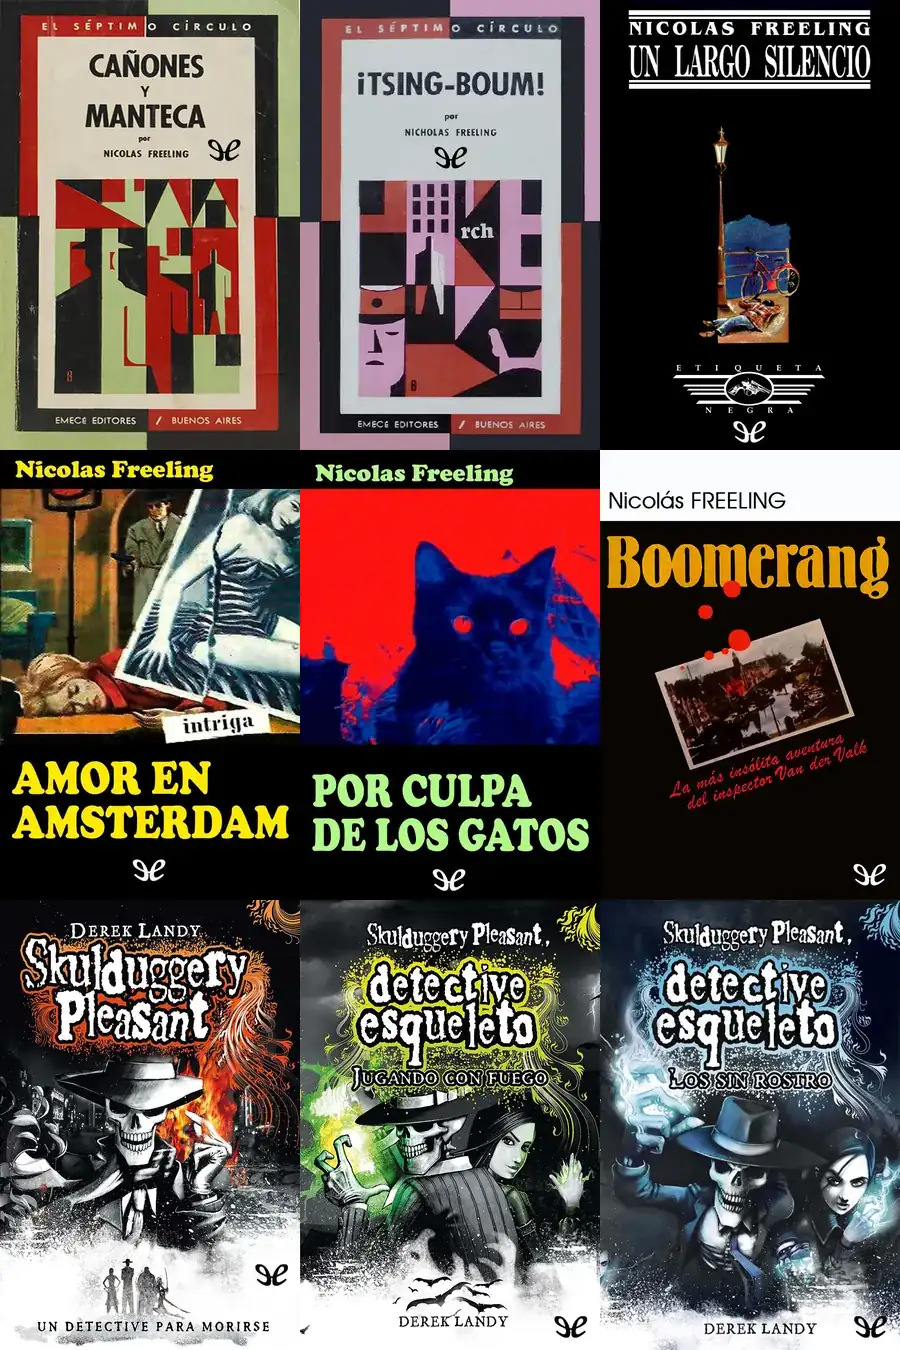 EL SÉPTIMO CÍRCULO
CAÑONES
Y
MANTECA
por
NICOLAS FREELING
EMECÉ EDITORES / BUENOS AIRES
EL SÉPTIMO CÍRCULO
¡TSING-BOUM!
por
NICHOLAS FREELING
rch
EMECÉ EDITORES / BUENOS AIRES
NICOLAS FREELING
UN LARGO SILENCIO
ETIQUETA
NEGRA
Nicolas Freeling
intriga
AMOR EN
AMSTERDAM
Nicolas Freeling
POR CULPA
DE LOS GATOS
Nicolás FREELING
Boomerang
La más insólita aventura
del inspector Van der Valk
DEREK LANDY
Skulduggery
Pleasant
UN DETECTIVE PARA MORIRSE
Skulduggery Pleasant,
detective
esqueleto
JUGANDO CON FUEGO
DEREK LANDY
Skulduggery Pleasant,
detective
esqueleto
LOS SIN ROSTRO
DEREK LANDY